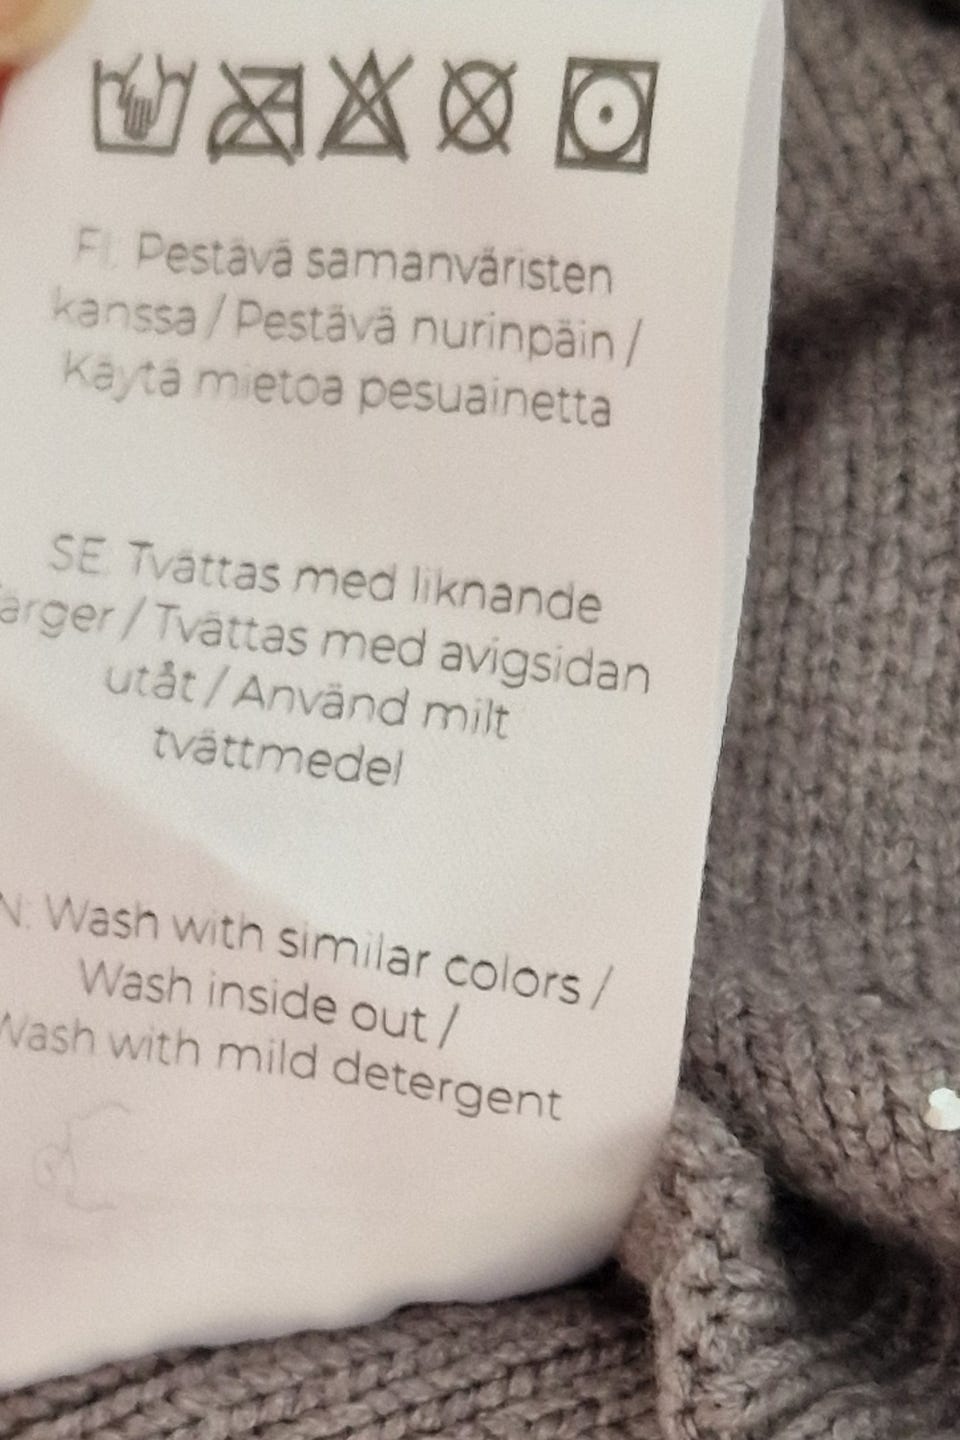 FI: Pestävä samanväristen
kanssa / Pestävä nurinpäin /
Käytä mietoa pesuainetta
SE: Tvättas med liknande
färger / Tvättas med avigsidan
utåt / Använd milt
tvättmedel
N: Wash with similar colors /
Wash inside out /
Wash with mild detergent